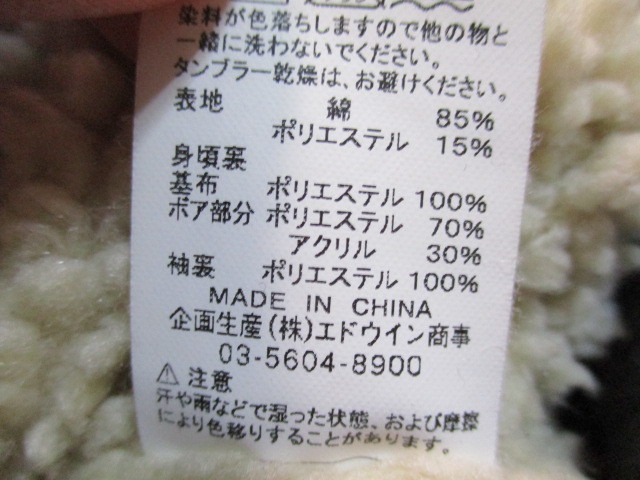 染料が色落ちしますので他の物と
一緒に洗わないでください。
タンブラー乾燥は、お避けください。
表地 綿 85%
ポリエステル 15%
身頃裏
基布 ポリエステル 100%
ボア部分 ポリエステル 70%
アクリル 30%
袖裏 ポリエステル 100%
MADE IN CHINA
企画生産(株)エドウイン商事
03-5604-8900
⚠ 注意
汗や雨などで湿った状態、および摩擦
により色移りすることがあります。